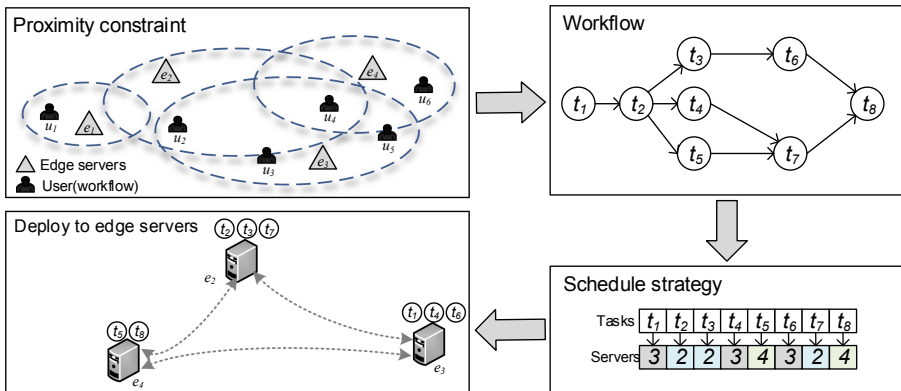 Proximity constraint
e2
e4
u6
u1
e1
u2
u4
u5
u3
e3
Edge servers
User(workflow)
Workflow
t1
t2
t3
t4
t5
t6
t7
t8
Deploy to edge servers
t2 t3 t7
e2
t5 t8
e4
t1 t4 t6
e3
Schedule strategy
Tasks t1 t2 t3 t4 t5 t6 t7 t8
Servers 3 2 2 3 4 3 2 4